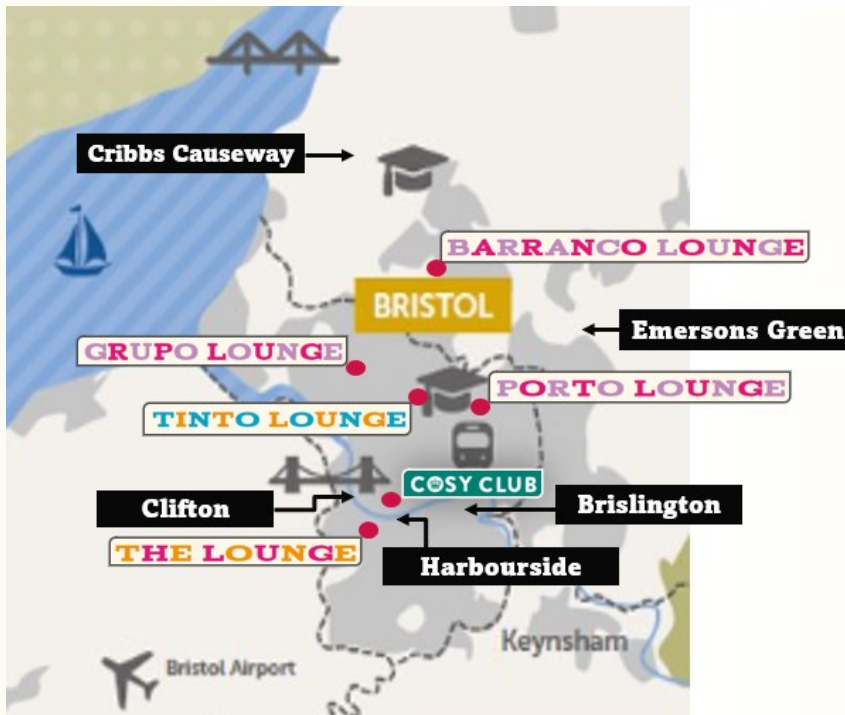 Cribbs Causeway
BARRANCO LOUNGE
BRISTOL
Emersons Green
GRUPO LOUNGE
PORTO LOUNGE
TINTO LOUNGE
COSY CLUB
Clifton
Brislington
THE LOUNGE
Harbourside
Keynsham
Bristol Airport